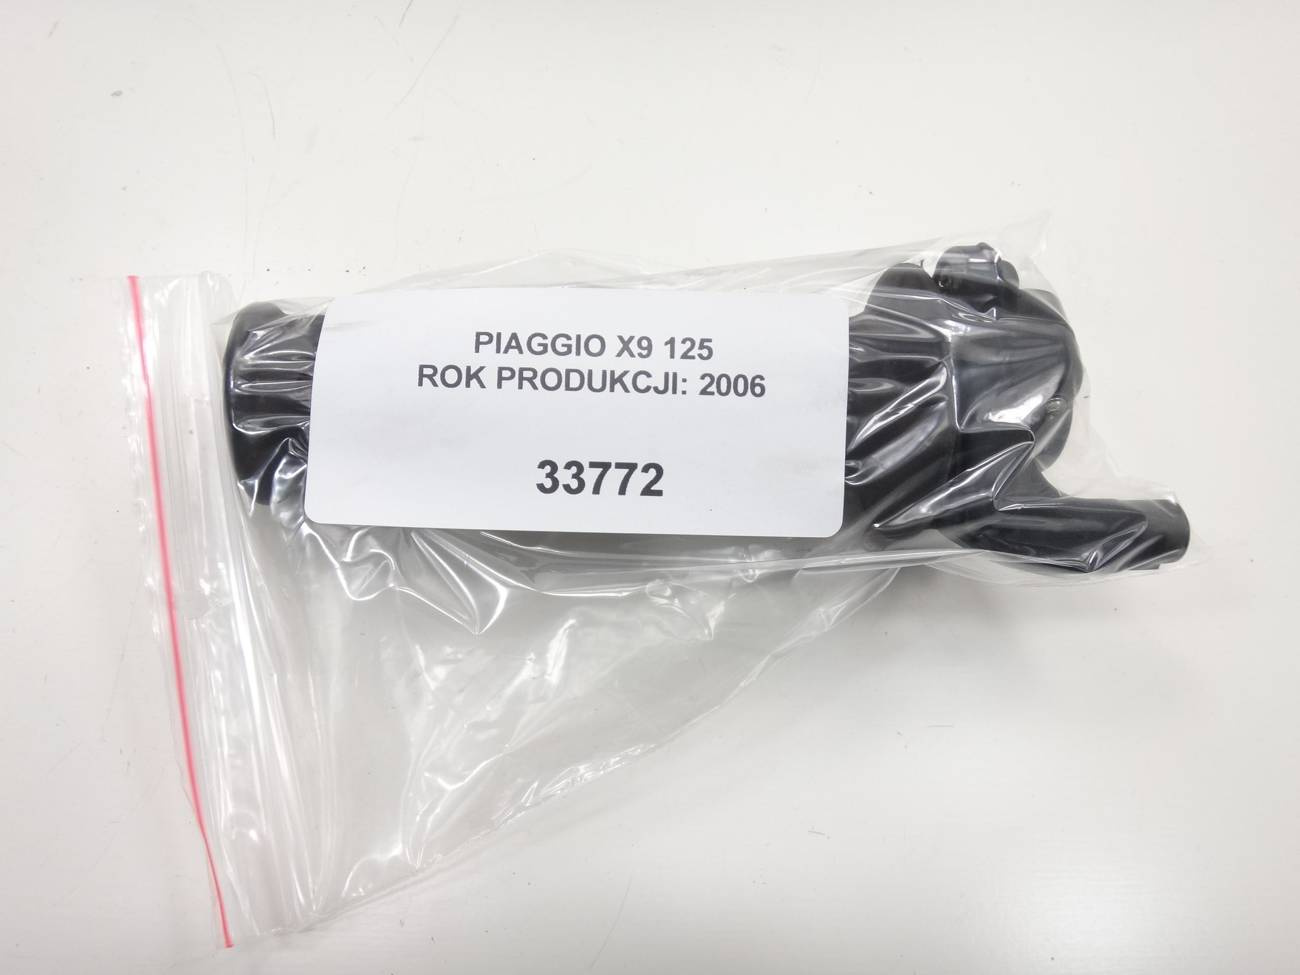 PIAGGIO X9 125
ROK PRODUKCJI: 2006
33772